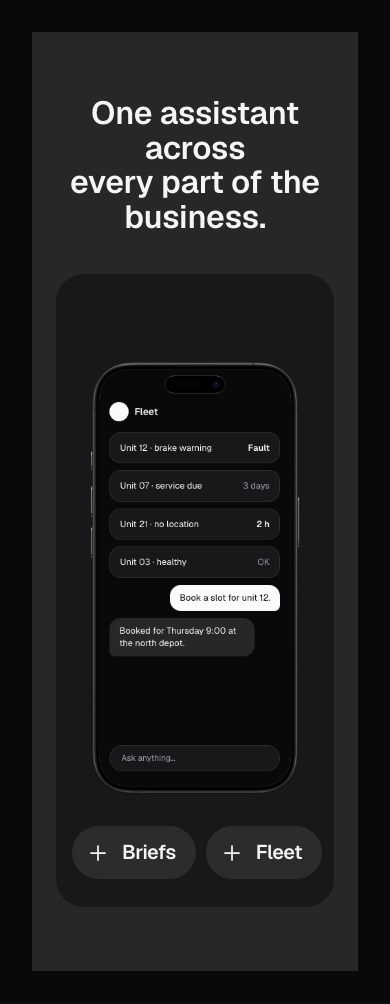 One assistant
across
every part of the
business.
Fleet
Unit 12 · brake warning Fault
Unit 07 · service due 3 days
Unit 21 · no location 2 h
Unit 03 · healthy OK
Book a slot for unit 12.
Booked for Thursday 9:00 at
the north depot.
Ask anything...
+ Briefs
+ Fleet